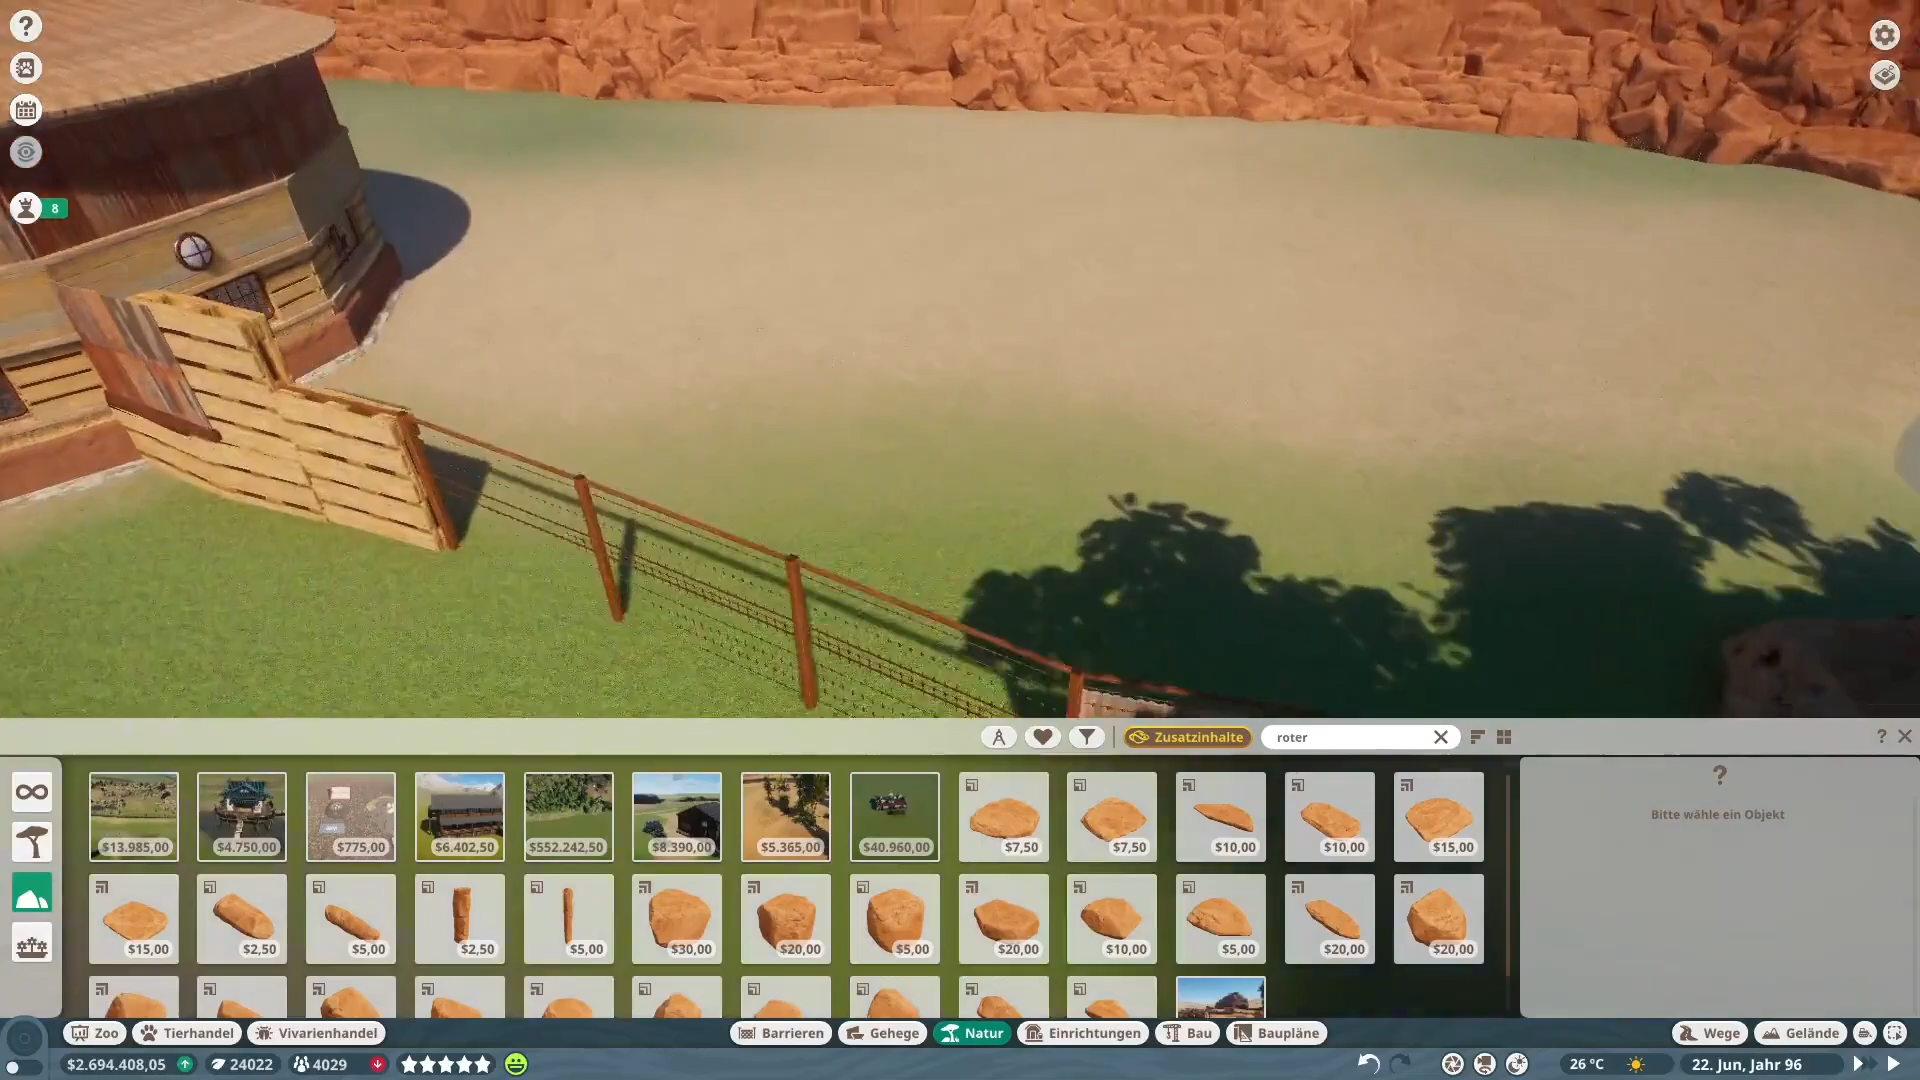 ?
8
Zusatzinhalte
roter
?
$13.985,00 $4.750,00 $775,00 $6.402,50 $552.242,50 $8.390,00 $5.365,00 $40.960,00 $7,50 $7,50 $10,00 $10,00 $15,00
?
Bitte wähle ein Objekt
$15,00 $2,50 $5,00 $2,50 $5,00 $30,00 $20,00 $5,00 $20,00 $10,00 $5,00 $20,00 $20,00
Zoo Tierhandel Vivarienhandel Barrieren Gehege Natur Einrichtungen Bau Baupläne Wege Gelände
$2.694.408,05 24022 4029 26 °C 22. Jun, Jahr 96